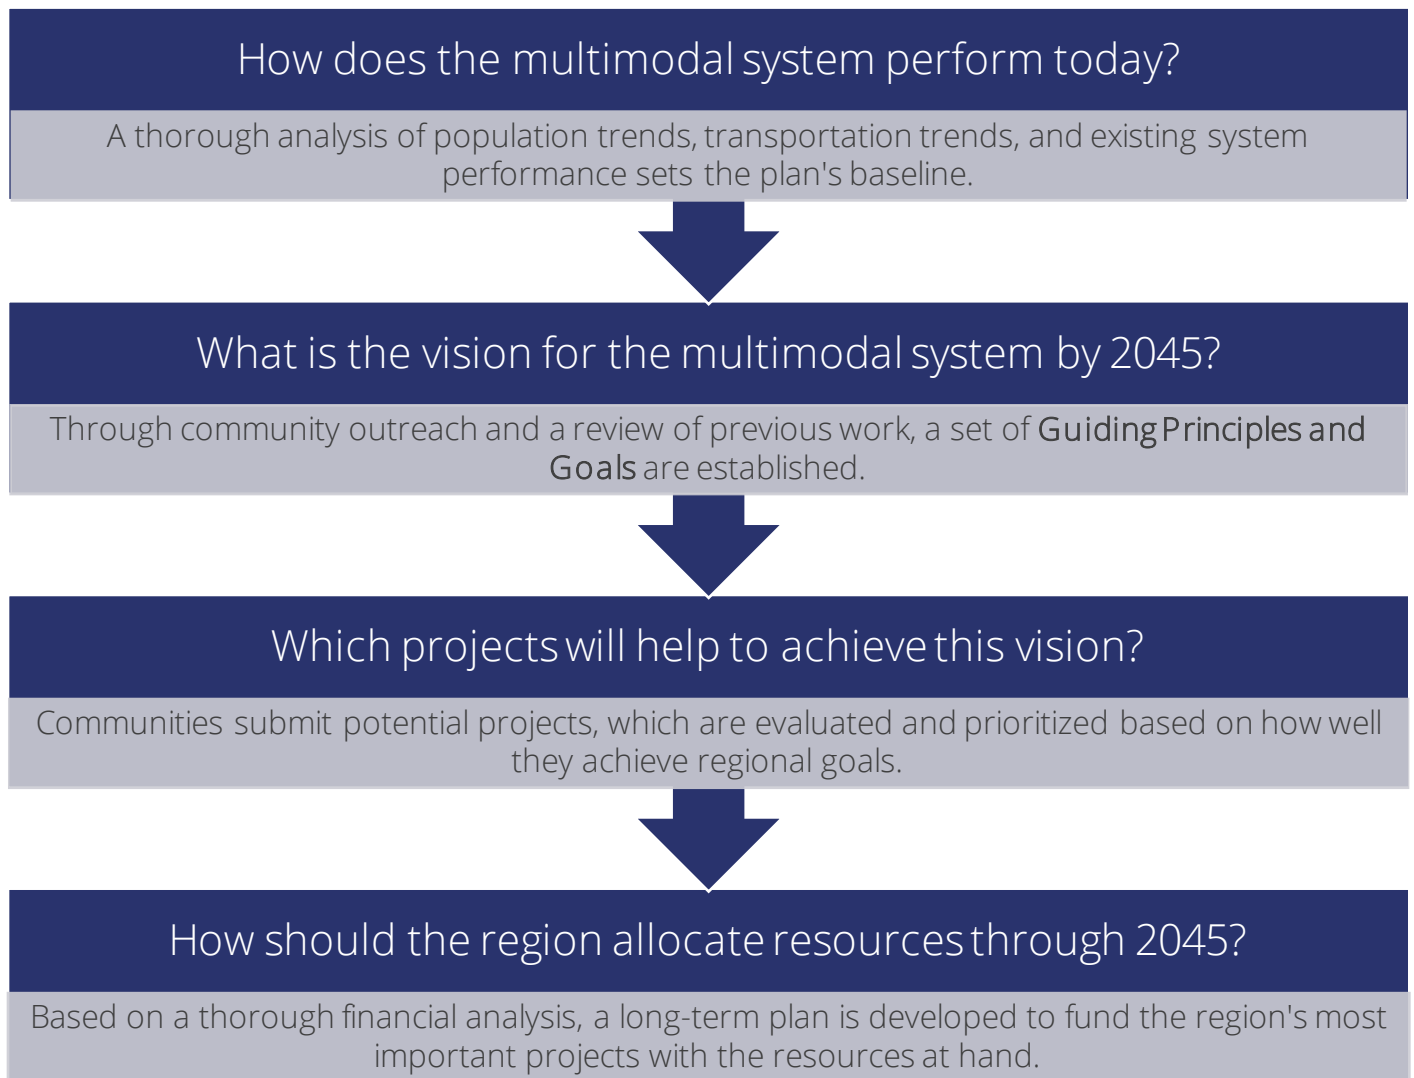 How does the multimodal system perform today?
A thorough analysis of population trends, transportation trends, and existing system
performance sets the plan's baseline.
What is the vision for the multimodal system by 2045?
Through community outreach and a review of previous work, a set of Guiding Principles and
Goals are established.
Which projects will help to achieve this vision?
Communities submit potential projects, which are evaluated and prioritized based on how well
they achieve regional goals.
How should the region allocate resources through 2045?
Based on a thorough financial analysis, a long-term plan is developed to fund the region's most
important projects with the resources at hand.